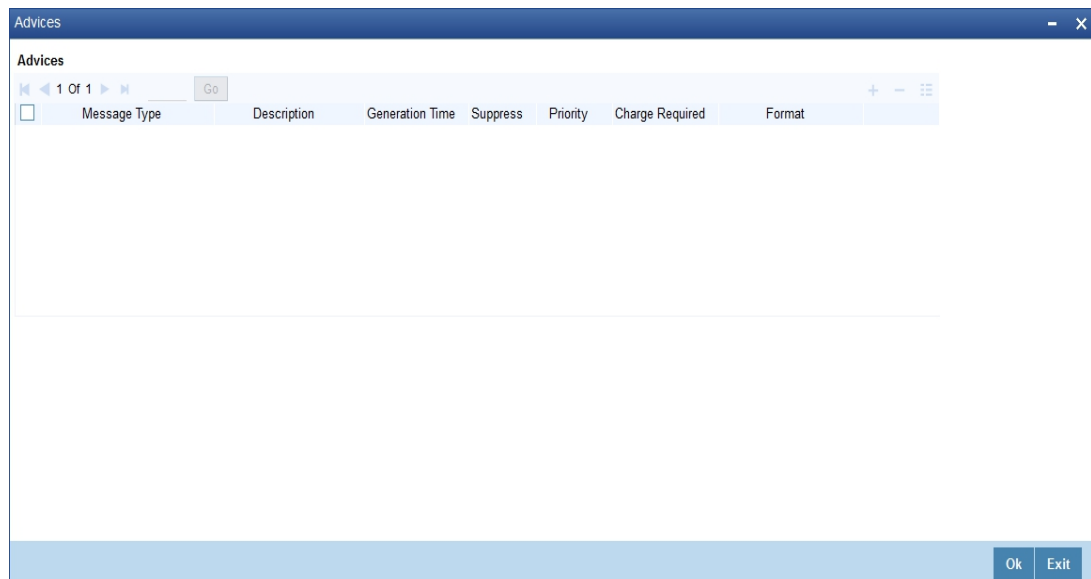 Advices
Advices
1 Of 1 Go
Message Type Description Generation Time Suppress Priority Charge Required Format
Ok Exit